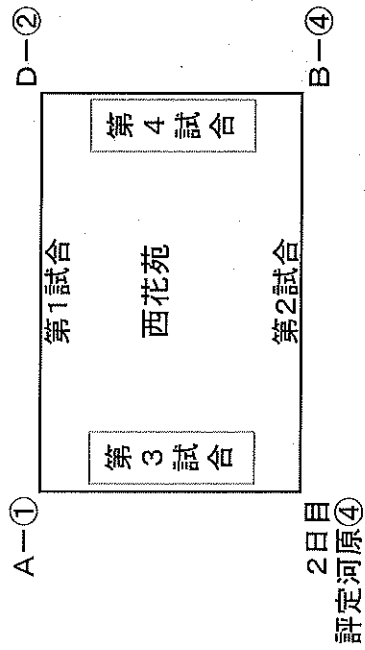 A—①
D—②
第1試合
第3試合
西花苑
第4試合
第2試合
2日目
評定河原④
B—④